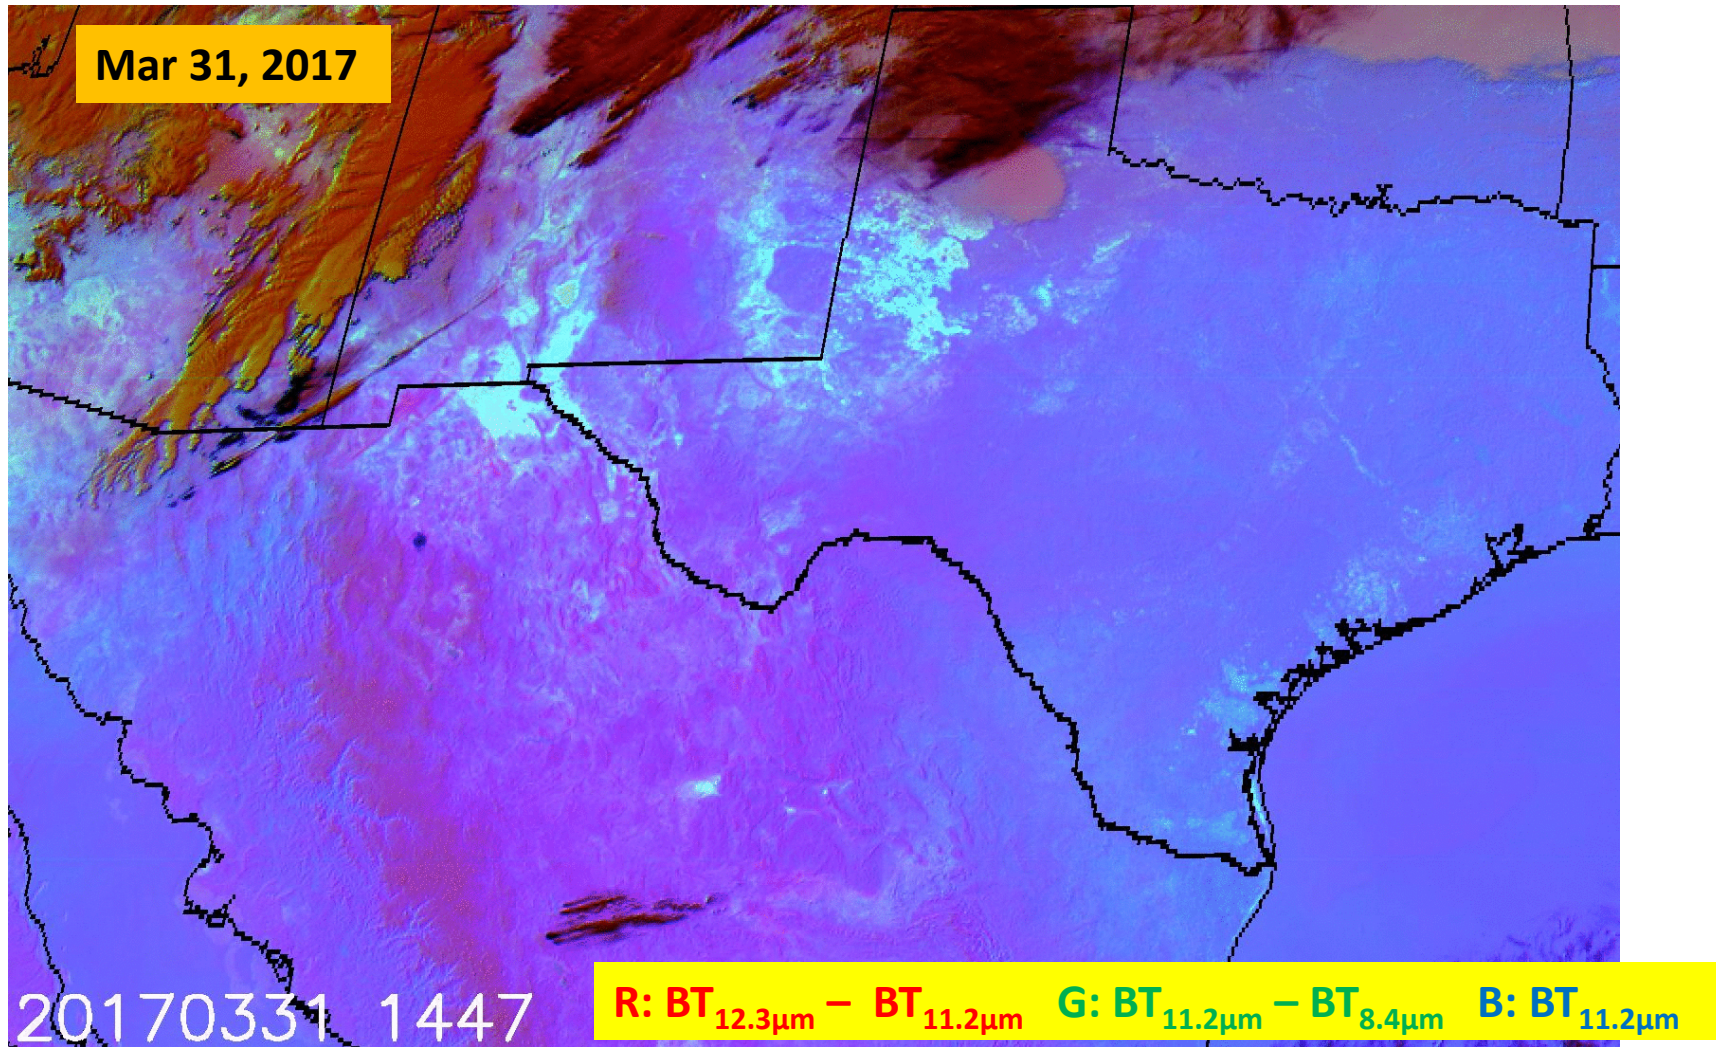 Mar 31, 2017
20170331 1447
R: BT12.3µm – BT11.2µm G: BT11.2µm – BT8.4µm B: BT11.2µm